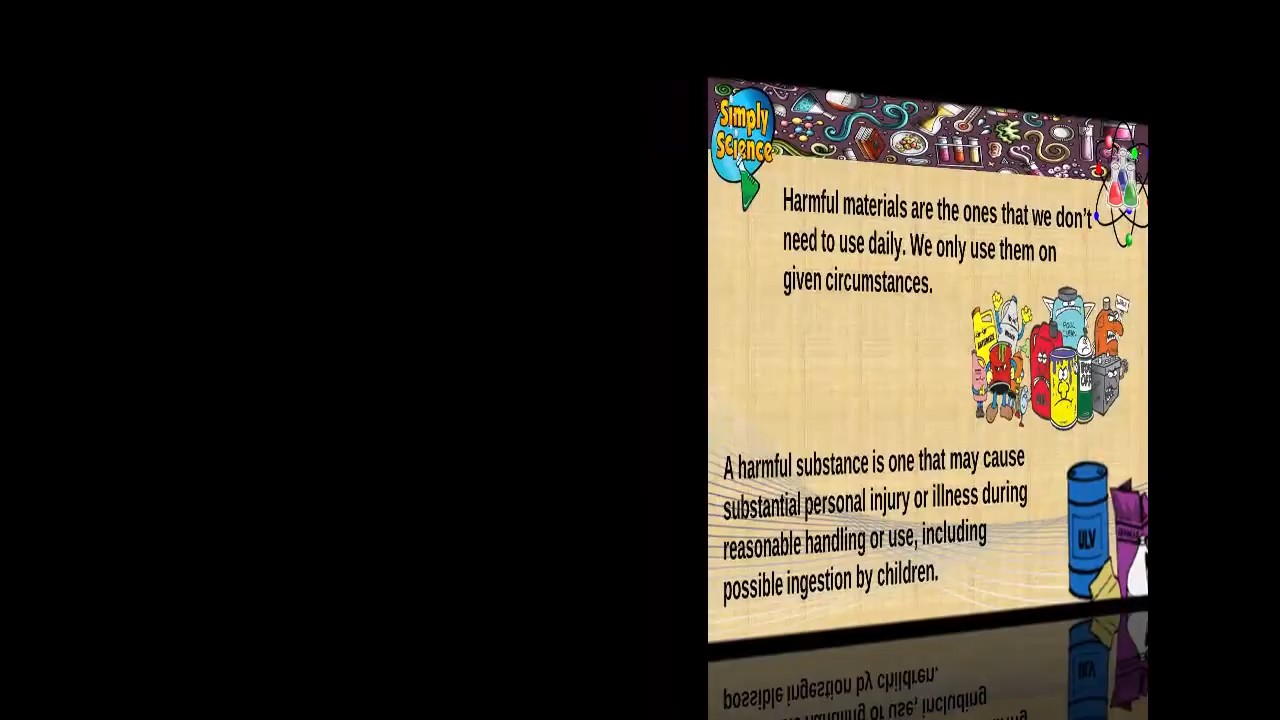 Simply
Science
Harmful materials are the ones that we don't
need to use daily. We only use them on
given circumstances.
A harmful substance is one that may cause
substantial personal injury or illness during
reasonable handling or use, including
possible ingestion by children.
ULV